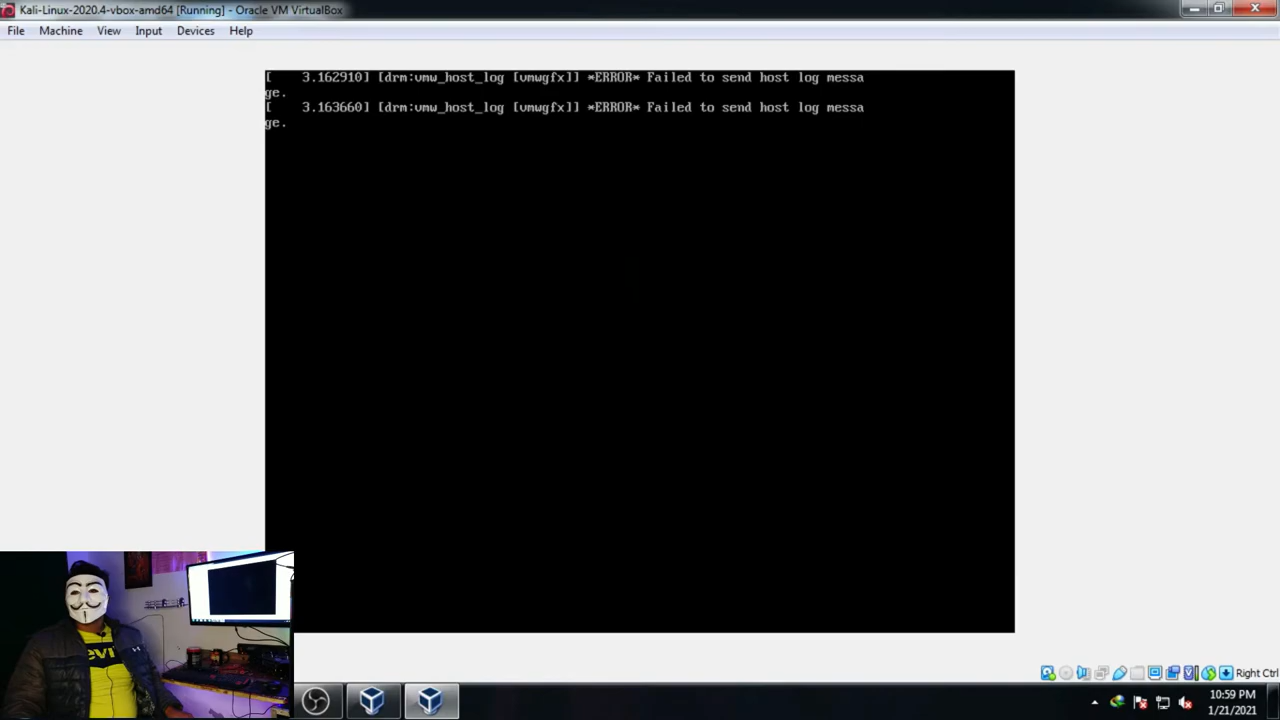 Kali-Linux-2020.4-vbox-amd64 [Running] - Oracle VM VirtualBox
File Machine View Input Devices Help
[ 3.162910] [drm:vmw_host_log [vmwgfx]] *ERROR* Failed to send host log messa
ge.
[ 3.163660] [drm:vmw_host_log [vmwgfx]] *ERROR* Failed to send host log messa
ge.
Right Ctrl
10:59 PM
1/21/2021